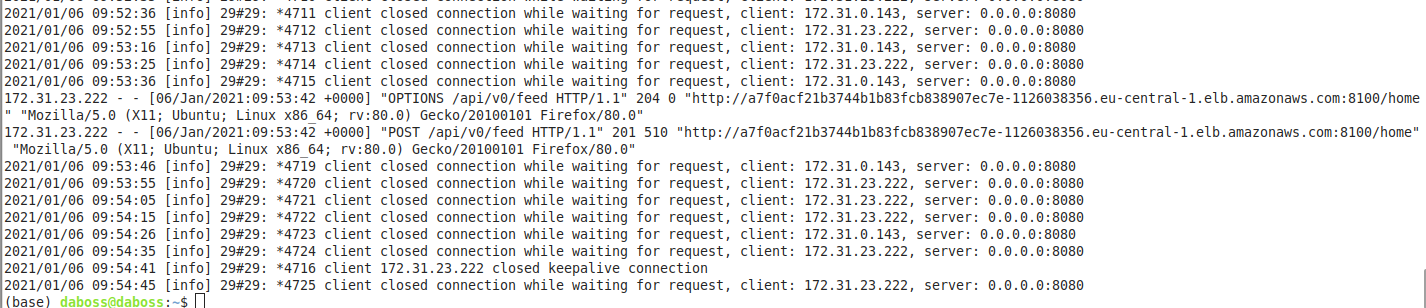 2021/01/06 09:52:36 [info] 29#29: *4711 client closed connection while waiting for request, client: 172.31.0.143, server: 0.0.0.0:8080
2021/01/06 09:52:55 [info] 29#29: *4712 client closed connection while waiting for request, client: 172.31.23.222, server: 0.0.0.0:8080
2021/01/06 09:53:16 [info] 29#29: *4713 client closed connection while waiting for request, client: 172.31.0.143, server: 0.0.0.0:8080
2021/01/06 09:53:25 [info] 29#29: *4714 client closed connection while waiting for request, client: 172.31.23.222, server: 0.0.0.0:8080
2021/01/06 09:53:36 [info] 29#29: *4715 client closed connection while waiting for request, client: 172.31.0.143, server: 0.0.0.0:8080
172.31.23.222 - - [06/Jan/2021:09:53:42 +0000] "OPTIONS /api/v0/feed HTTP/1.1" 204 0 "http://a7f0acf21b3744b1b83fcb838907ec7e-1126038356.eu-central-1.elb.amazonaws.com:8100/home
" "Mozilla/5.0 (X11; Ubuntu; Linux x86_64; rv:80.0) Gecko/20100101 Firefox/80.0"
172.31.23.222 - - [06/Jan/2021:09:53:42 +0000] "POST /api/v0/feed HTTP/1.1" 201 510 "http://a7f0acf21b3744b1b83fcb838907ec7e-1126038356.eu-central-1.elb.amazonaws.com:8100/home"
"Mozilla/5.0 (X11; Ubuntu; Linux x86_64; rv:80.0) Gecko/20100101 Firefox/80.0"
2021/01/06 09:53:46 [info] 29#29: *4719 client closed connection while waiting for request, client: 172.31.0.143, server: 0.0.0.0:8080
2021/01/06 09:53:55 [info] 29#29: *4720 client closed connection while waiting for request, client: 172.31.23.222, server: 0.0.0.0:8080
2021/01/06 09:54:05 [info] 29#29: *4721 client closed connection while waiting for request, client: 172.31.23.222, server: 0.0.0.0:8080
2021/01/06 09:54:15 [info] 29#29: *4722 client closed connection while waiting for request, client: 172.31.23.222, server: 0.0.0.0:8080
2021/01/06 09:54:26 [info] 29#29: *4723 client closed connection while waiting for request, client: 172.31.0.143, server: 0.0.0.0:8080
2021/01/06 09:54:35 [info] 29#29: *4724 client closed connection while waiting for request, client: 172.31.23.222, server: 0.0.0.0:8080
2021/01/06 09:54:41 [info] 29#29: *4716 client 172.31.23.222 closed keepalive connection
2021/01/06 09:54:45 [info] 29#29: *4725 client closed connection while waiting for request, client: 172.31.23.222, server: 0.0.0.0:8080
(base) daboss@daboss:~$